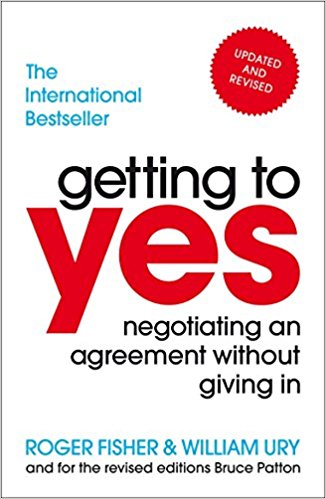 The
International
Bestseller
UPDATED
AND
REVISED
getting to
yes
negotiating an
agreement without
giving in
ROGER FISHER & WILLIAM URY
and for the revised editions Bruce Patton